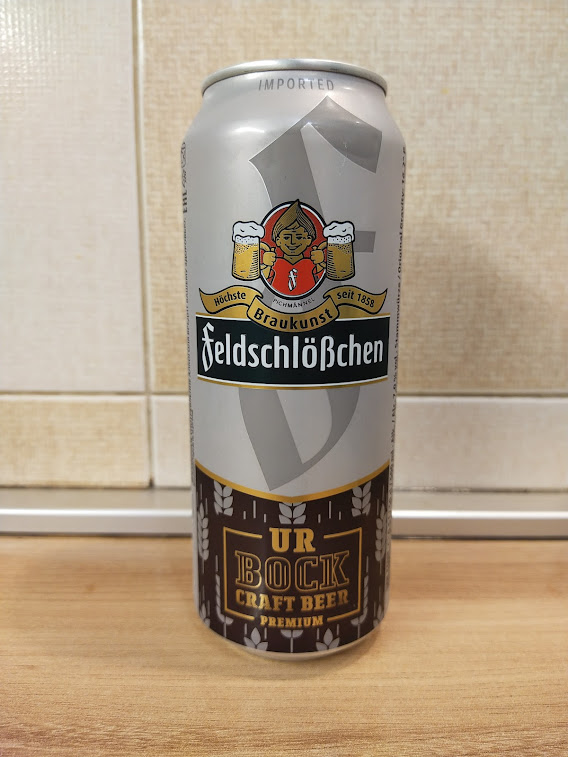 IMPORTED
PICHMÄNNEL
Höchste
Braukunst
seit 1858
Feldschlößchen
UR
BOCK
CRAFT BEER
PREMIUM